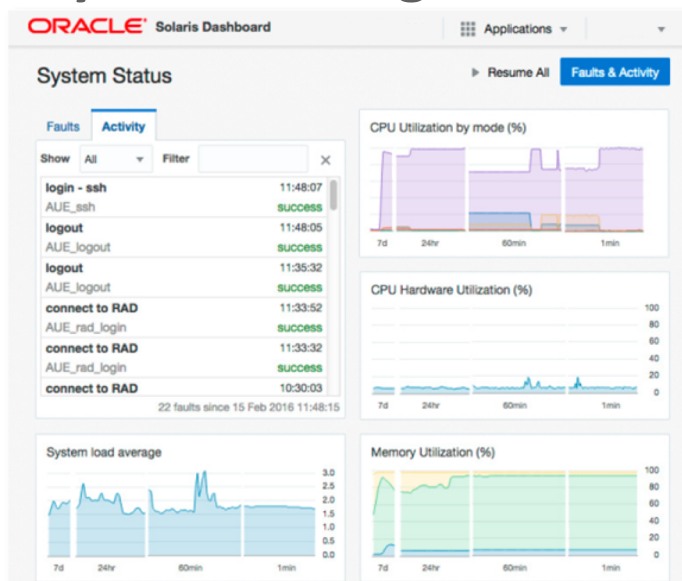 ORACLE® Solaris Dashboard
Applications
System Status
Resume All
Faults & Activity
Faults
Activity
Show All Filter
login - ssh 11:48:07
AUE_ssh success
logout 11:48:05
AUE_logout success
logout 11:35:32
AUE_logout success
connect to RAD 11:33:52
AUE_rad_login success
connect to RAD 11:33:32
AUE_rad_login success
connect to RAD 10:30:03
22 faults since 15 Feb 2016 11:48:15
CPU Utilization by mode (%)
7d 24hr 60min 1min
CPU Hardware Utilization (%)
100
80
60
40
20
0
7d 24hr 60min 1min
System load average
3.0
2.5
2.0
1.5
1.0
0.5
0.0
7d 24hr 60min 1min
Memory Utilization (%)
100
80
60
40
20
0
7d 24hr 60min 1min